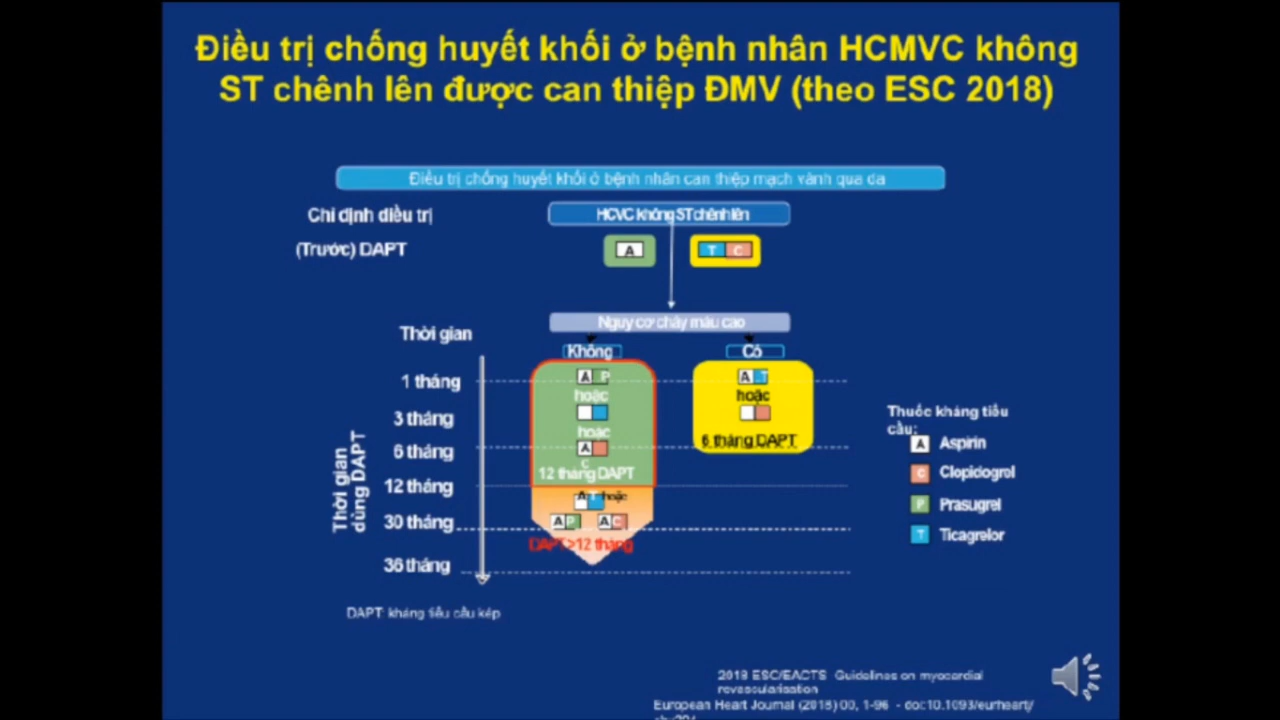 Điều trị chống huyết khối ở bệnh nhân HCMVC không
ST chênh lên được can thiệp ĐMV (theo ESC 2018)
Điều trị chống huyết khối ở bệnh nhân can thiệp mạch vành qua da
Chỉ định điều trị
HCVC không ST chênh lên
(Trước) DAPT
A
T C
Nguy cơ chảy máu cao
Thời gian
Không
Có
1 tháng
A P
A T
hoặc
hoặc
3 tháng
hoặc
6 tháng
A
C
6 tháng DAPT
12 tháng DAPT
12 tháng
A T hoặc
30 tháng
A P
A C
DAPT>12 tháng
36 tháng
Thời gian
dùng DAPT
Thuốc kháng tiểu
cầu:
A Aspirin
C Clopidogrol
P Prasugrel
T Ticagrelor
DAPT: kháng tiểu cầu kép
2018 ESC/EACTS Guidelines on myocardial
revascularisation
European Heart Journal (2018) 00, 1-96 - doi:10.1093/eurheart/